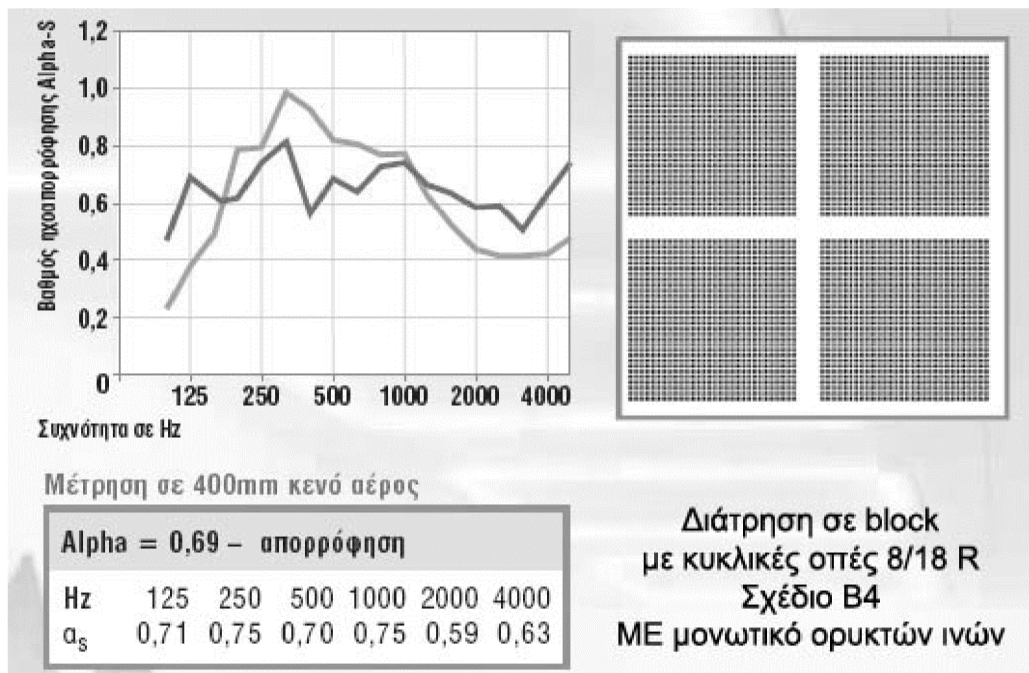 Βαθμός ηχοαπορρόφησης Alpha-S
1,2
1,0
0,8
0,6
0,4
0,2
0
125 250 500 1000 2000 4000
Συχνότητα σε Hz
Μέτρηση σε 400mm κενό αέρος
Alpha = 0,69 – απορρόφηση
Hz 125 250 500 1000 2000 4000
αs 0,71 0,75 0,70 0,75 0,59 0,63
Διάτρηση σε block
με κυκλικές οπές 8/18 R
Σχέδιο B4
ΜΕ μονωτικό ορυκτών ινών